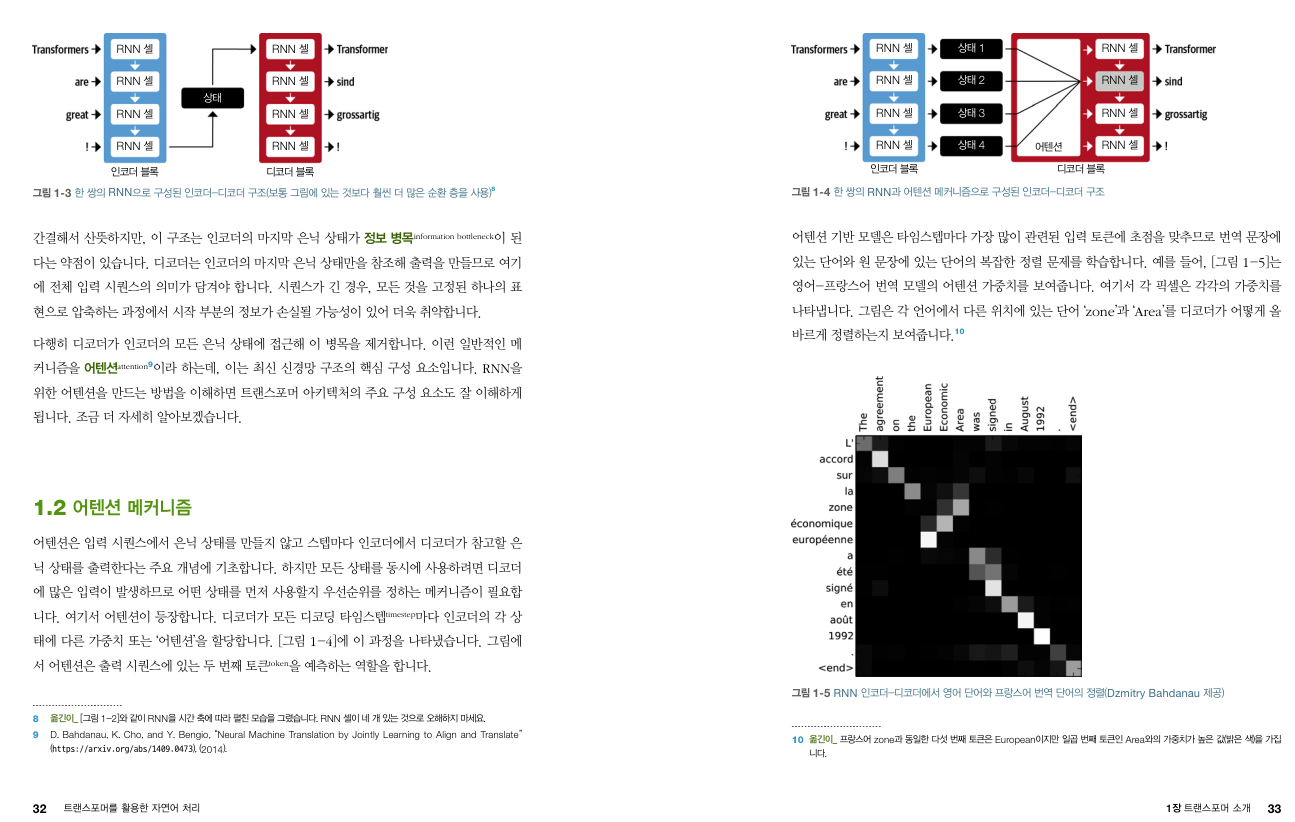 Transformers
are
great
!
RNN 셀
RNN 셀
RNN 셀
RNN 셀
인코더 블록
상태
RNN 셀
RNN 셀
RNN 셀
RNN 셀
디코더 블록
Transformer
sind
grossartig
!
그림 1-3 한 쌍의 RNN으로 구성된 인코더-디코더 구조(보통 그림에 있는 것보다 훨씬 더 많은 순환 층을 사용)8
간결해서 산뜻하지만, 이 구조는 인코더의 마지막 은닉 상태가 정보 병목information bottleneck이 된
다는 약점이 있습니다. 디코더는 인코더의 마지막 은닉 상태만을 참조해 출력을 만들므로 여기
에 전체 입력 시퀀스의 의미가 담겨야 합니다. 시퀀스가 긴 경우, 모든 것을 고정된 하나의 표
현으로 압축하는 과정에서 시작 부분의 정보가 손실될 가능성이 있어 더욱 취약합니다.
다행히 디코더가 인코더의 모든 은닉 상태에 접근해 이 병목을 제거합니다. 이런 일반적인 메
커니즘을 어텐션attention9이라 하는데, 이는 최신 신경망 구조의 핵심 구성 요소입니다. RNN을
위한 어텐션을 만드는 방법을 이해하면 트랜스포머 아키텍처의 주요 구성 요소도 잘 이해하게
됩니다. 조금 더 자세히 알아보겠습니다.
1.2 어텐션 메커니즘
어텐션은 입력 시퀀스에서 은닉 상태를 만들지 않고 스텝마다 인코더에서 디코더가 참고할 은
닉 상태를 출력한다는 주요 개념에 기초합니다. 하지만 모든 상태를 동시에 사용하려면 디코더
에 많은 입력이 발생하므로 어떤 상태를 먼저 사용할지 우선순위를 정하는 메커니즘이 필요합
니다. 여기서 어텐션이 등장합니다. 디코더가 모든 디코딩 타임스텝timestep마다 인코더의 각 상
태에 다른 가중치 또는 ‘어텐션’을 할당합니다. [그림 1-4]에 이 과정을 나타냈습니다. 그림에
서 어텐션은 출력 시퀀스에 있는 두 번째 토큰token을 예측하는 역할을 합니다.
8 옮긴이_ [그림 1-2]와 같이 RNN을 시간 축에 따라 펼친 모습을 그렸습니다. RNN 셀이 네 개 있는 것으로 오해하지 마세요.
9 D. Bahdanau, K. Cho, and Y. Bengio, “Neural Machine Translation by Jointly Learning to Align and Translate”
(https://arxiv.org/abs/1409.0473), (2014).
32 트랜스포머를 활용한 자연어 처리
Transformers
are
great
!
RNN 셀
RNN 셀
RNN 셀
RNN 셀
인코더 블록
상태 1
상태 2
상태 3
상태 4
어텐션
RNN 셀
RNN 셀
RNN 셀
RNN 셀
디코더 블록
Transformer
sind
grossartig
!
그림 1-4 한 쌍의 RNN과 어텐션 메커니즘으로 구성된 인코더-디코더 구조
어텐션 기반 모델은 타임스텝마다 가장 많이 관련된 입력 토큰에 초점을 맞추므로 번역 문장에
있는 단어와 원 문장에 있는 단어의 복잡한 정렬 문제를 학습합니다. 예를 들어, [그림 1-5]는
영어-프랑스어 번역 모델의 어텐션 가중치를 보여줍니다. 여기서 각 픽셀은 각각의 가중치를
나타냅니다. 그림은 각 언어에서 다른 위치에 있는 단어 ‘zone’과 ‘Area’를 디코더가 어떻게 올
바르게 정렬하는지 보여줍니다.10
The
agreement
on
the
European
Economic
Area
was
signed
in
August
1992
.
<end>
L'
accord
sur
la
zone
économique
européenne
a
été
signé
en
août
1992
.
<end>
그림 1-5 RNN 인코더-디코더에서 영어 단어와 프랑스어 번역 단어의 정렬(Dzmitry Bahdanau 제공)
10 옮긴이_ 프랑스어 zone과 동일한 다섯 번째 토큰은 European이지만 일곱 번째 토큰인 Area와의 가중치가 높은 값(밝은 색)을 가집
니다.
1장 트랜스포머 소개 33